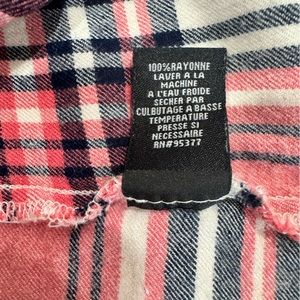 100%RAYONNE
LAVER A LA
MACHINE
A L'EAU FROIDE
SECHER PAR
CULBUTAGE A BASSE
TEMPERATURE
PRESSE SI
NECESSAIRE
RN#95377